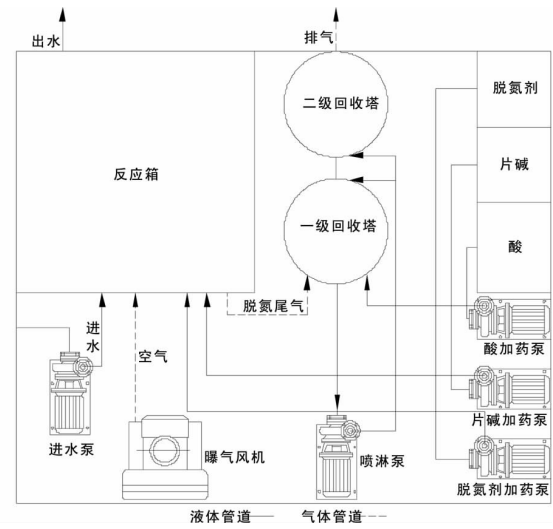 出水
排气
二级回收塔
脱氮剂
反应箱
片碱
一级回收塔
酸
脱氮尾气
进水
空气
酸加药泵
片碱加药泵
进水泵
曝气风机
喷淋泵
脱氮剂加药泵
液体管道
气体管道